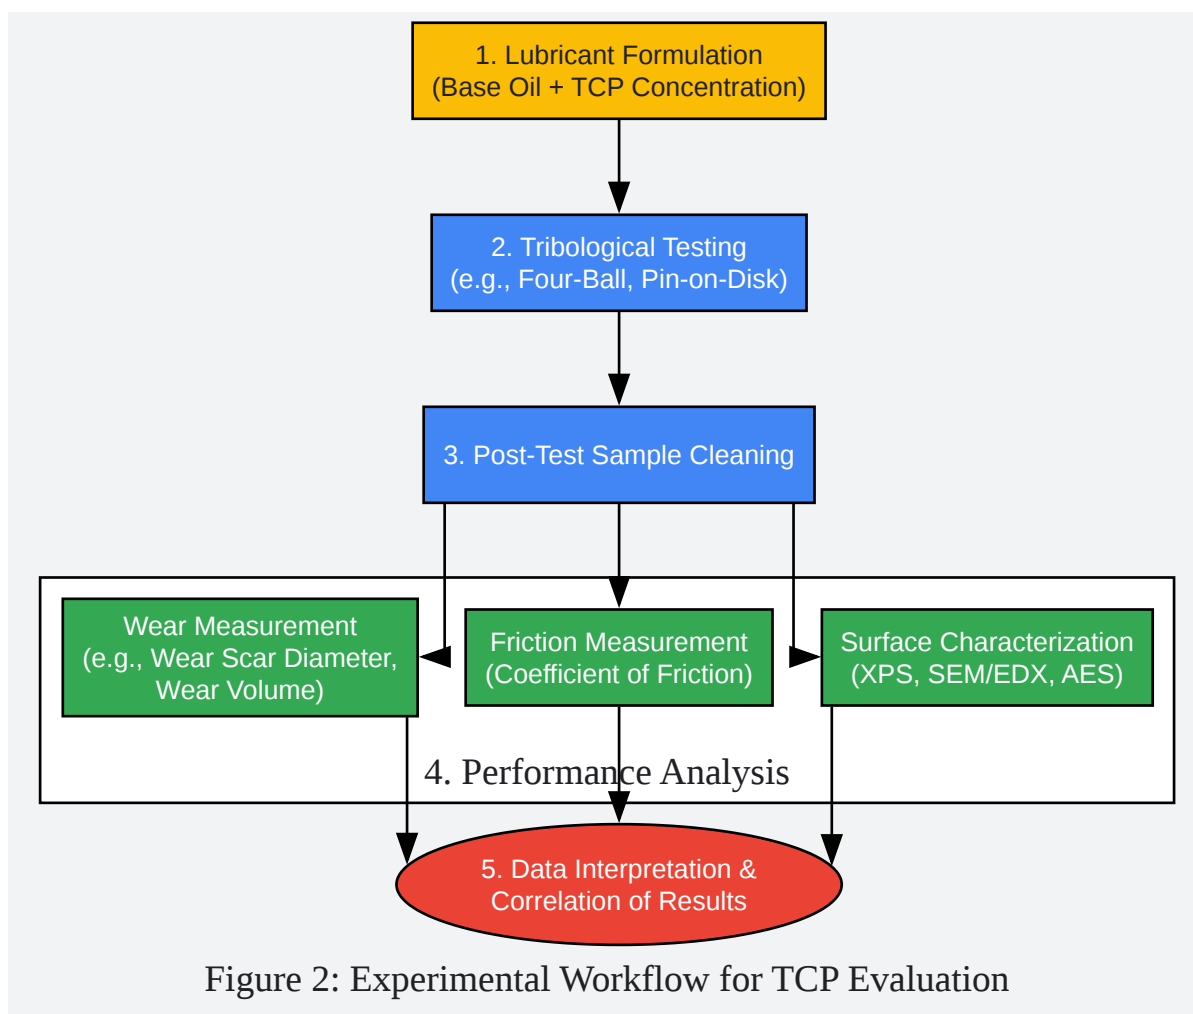 1. Lubricant Formulation
(Base Oil + TCP Concentration)
2. Tribological Testing
(e.g., Four-Ball, Pin-on-Disk)
3. Post-Test Sample Cleaning
Wear Measurement
(e.g., Wear Scar Diameter,
Wear Volume)
Friction Measurement
(Coefficient of Friction)
Surface Characterization
(XPS, SEM/EDX, AES)
4. Performance Analysis
5. Data Interpretation &
Correlation of Results
Figure 2: Experimental Workflow for TCP Evaluation